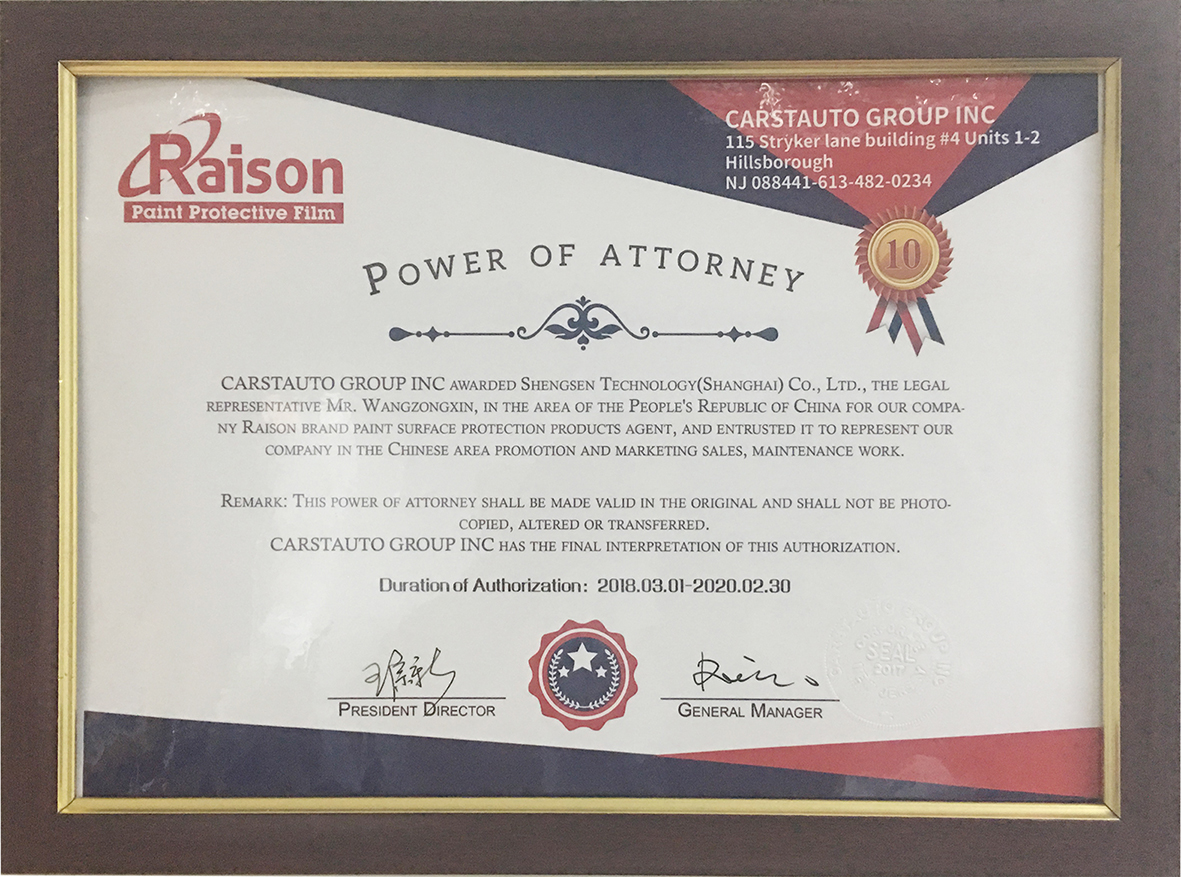 Raison
Paint Protective Film
CARSTAUTO GROUP INC
115 Stryker lane building #4 Units 1-2
Hillsborough
NJ 088441-613-482-0234
10
POWER OF ATTORNEY
CARSTAUTO GROUP INC AWARDED SHENGSEN TECHNOLOGY(SHANGHAI) CO., LTD., THE LEGAL
REPRESENTATIVE MR. WANGZONGXIN, IN THE AREA OF THE PEOPLE'S REPUBLIC OF CHINA FOR OUR COMPA-
NY RAISON BRAND PAINT SURFACE PROTECTION PRODUCTS AGENT, AND ENTRUSTED IT TO REPRESENT OUR
COMPANY IN THE CHINESE AREA PROMOTION AND MARKETING SALES, MAINTENANCE WORK.
REMARK: THIS POWER OF ATTORNEY SHALL BE MADE VALID IN THE ORIGINAL AND SHALL NOT BE PHOTO-
COPIED, ALTERED OR TRANSFERRED.
CARSTAUTO GROUP INC HAS THE FINAL INTERPRETATION OF THIS AUTHORIZATION.
Duration of Authorization: 2018.03.01-2020.02.30
PRESIDENT DIRECTOR
GENERAL MANAGER
SEAL
2017